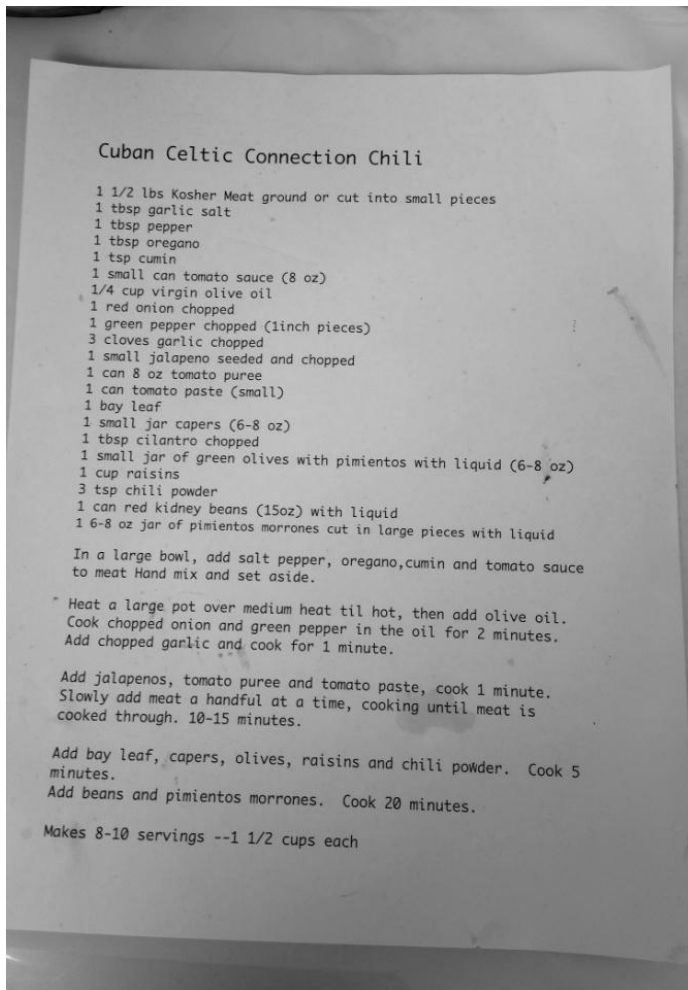 Cuban Celtic Connection Chili
1 1/2 lbs Kosher Meat ground or cut into small pieces
1 tbsp garlic salt
1 tbsp pepper
1 tbsp oregano
1 tsp cumin
1 small can tomato sauce (8 oz)
1/4 cup virgin olive oil
1 red onion chopped
1 green pepper chopped (1inch pieces)
3 cloves garlic chopped
1 small jalapeno seeded and chopped
1 can 8 oz tomato puree
1 can tomato paste (small)
1 bay leaf
1 small jar capers (6-8 oz)
1 tbsp cilantro chopped
1 small jar of green olives with pimientos with liquid (6-8 oz)
1 cup raisins
3 tsp chili powder
1 can red kidney beans (15oz) with liquid
1 6-8 oz jar of pimientos morrones cut in large pieces with liquid
In a large bowl, add salt pepper, oregano,cumin and tomato sauce
to meat Hand mix and set aside.
Heat a large pot over medium heat til hot, then add olive oil.
Cook chopped onion and green pepper in the oil for 2 minutes.
Add chopped garlic and cook for 1 minute.
Add jalapenos, tomato puree and tomato paste, cook 1 minute.
Slowly add meat a handful at a time, cooking until meat is
cooked through. 10-15 minutes.
Add bay leaf, capers, olives, raisins and chili powder. Cook 5
minutes.
Add beans and pimientos morrones. Cook 20 minutes.
Makes 8-10 servings --1 1/2 cups each